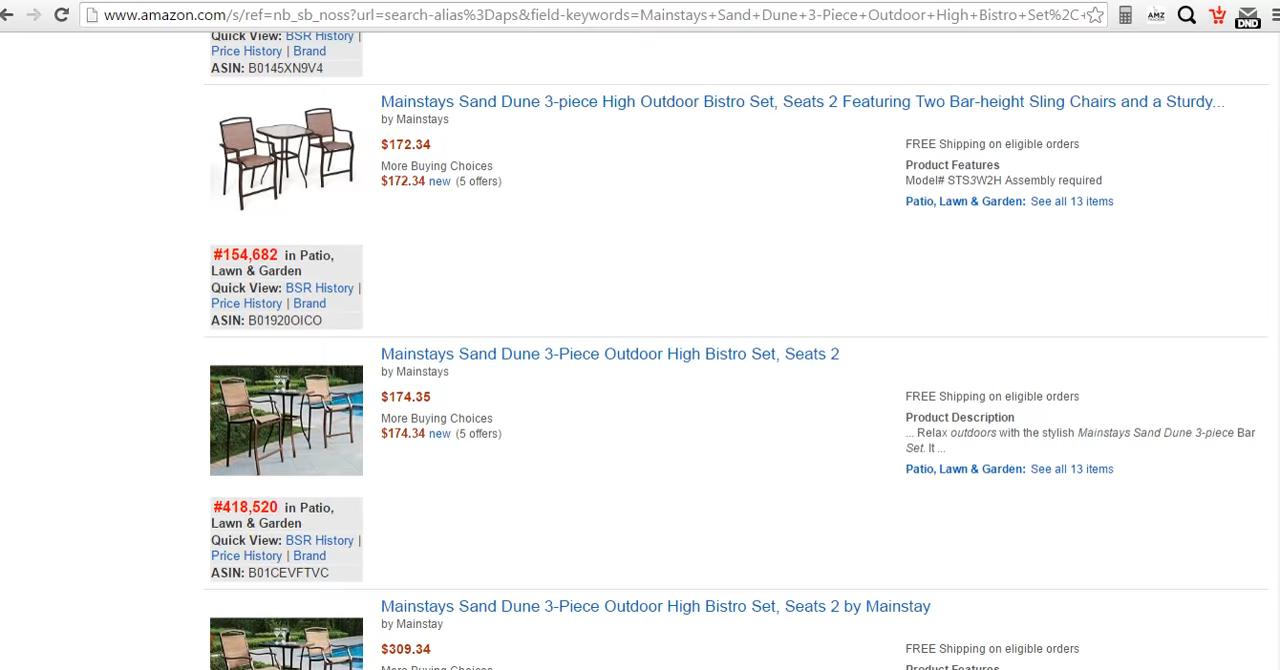 www.amazon.com/s/ref=nb_sb_noss?url=search-alias%3Daps&field-keywords=Mainstays+Sand+Dune+3-Piece+Outdoor+High+Bistro+Set%2C+
AMZ
DND
Quick View: BSR History |
Price History | Brand
ASIN: B0145XN9V4
Mainstays Sand Dune 3-piece High Outdoor Bistro Set, Seats 2 Featuring Two Bar-height Sling Chairs and a Sturdy...
by Mainstays
$172.34
More Buying Choices
$172.34 new (5 offers)
FREE Shipping on eligible orders
Product Features
Model# STS3W2H Assembly required
Patio, Lawn & Garden: See all 13 items
#154,682 in Patio,
Lawn & Garden
Quick View: BSR History |
Price History | Brand
ASIN: B01920OICO
Mainstays Sand Dune 3-Piece Outdoor High Bistro Set, Seats 2
by Mainstays
$174.35
More Buying Choices
$174.34 new (5 offers)
FREE Shipping on eligible orders
Product Description
... Relax outdoors with the stylish Mainstays Sand Dune 3-piece Bar
Set. It ...
Patio, Lawn & Garden: See all 13 items
#418,520 in Patio,
Lawn & Garden
Quick View: BSR History |
Price History | Brand
ASIN: B01CEVFTVC
Mainstays Sand Dune 3-Piece Outdoor High Bistro Set, Seats 2 by Mainstay
by Mainstay
$309.34
More Buying Choices
FREE Shipping on eligible orders
Product Features